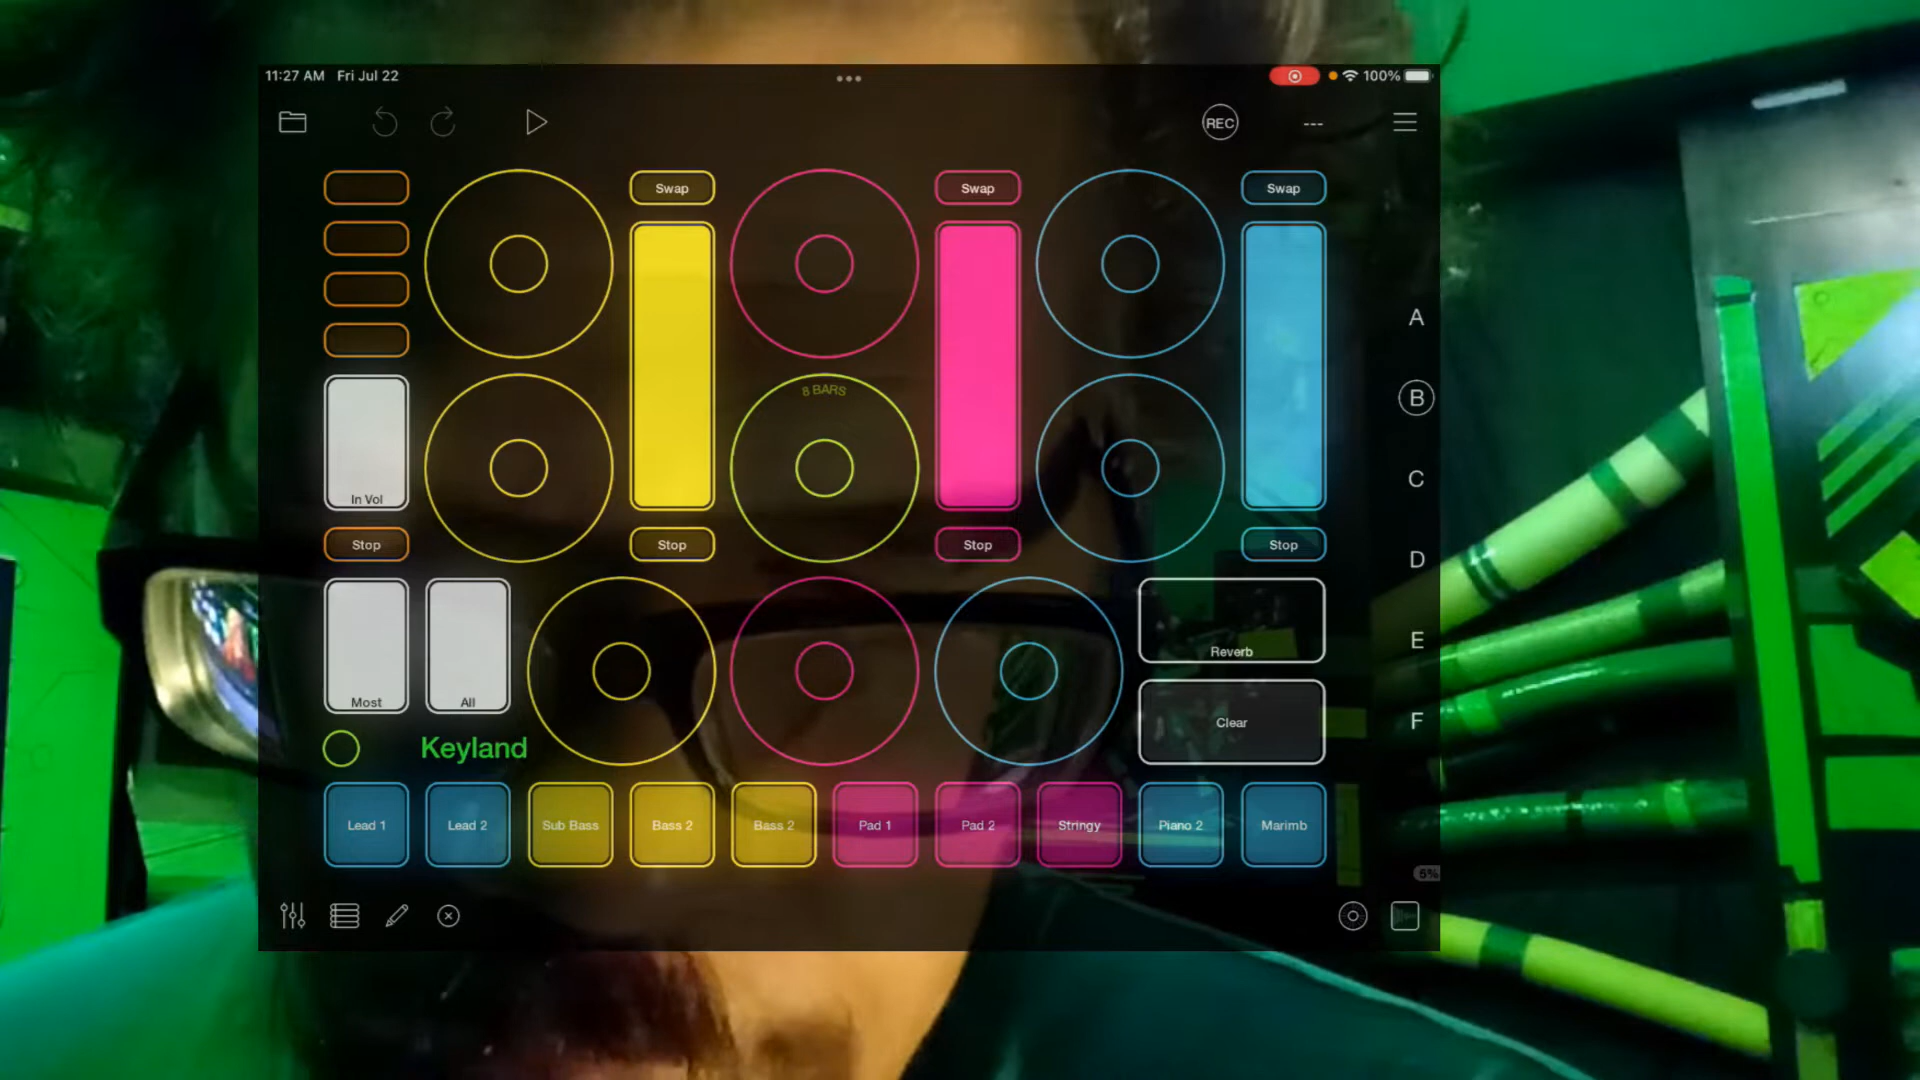 11:27 AM Fri Jul 22
100%
REC
---
Swap
Swap
Swap
A
8 BARS
B
C
In Vol
Stop
Stop
Stop
Stop
D
E
Reverb
Most
All
Clear
F
Keyland
Lead 1
Lead 2
Sub Bass
Bass 2
Bass 2
Pad 1
Pad 2
Stringy
Piano 2
Marimb
5%